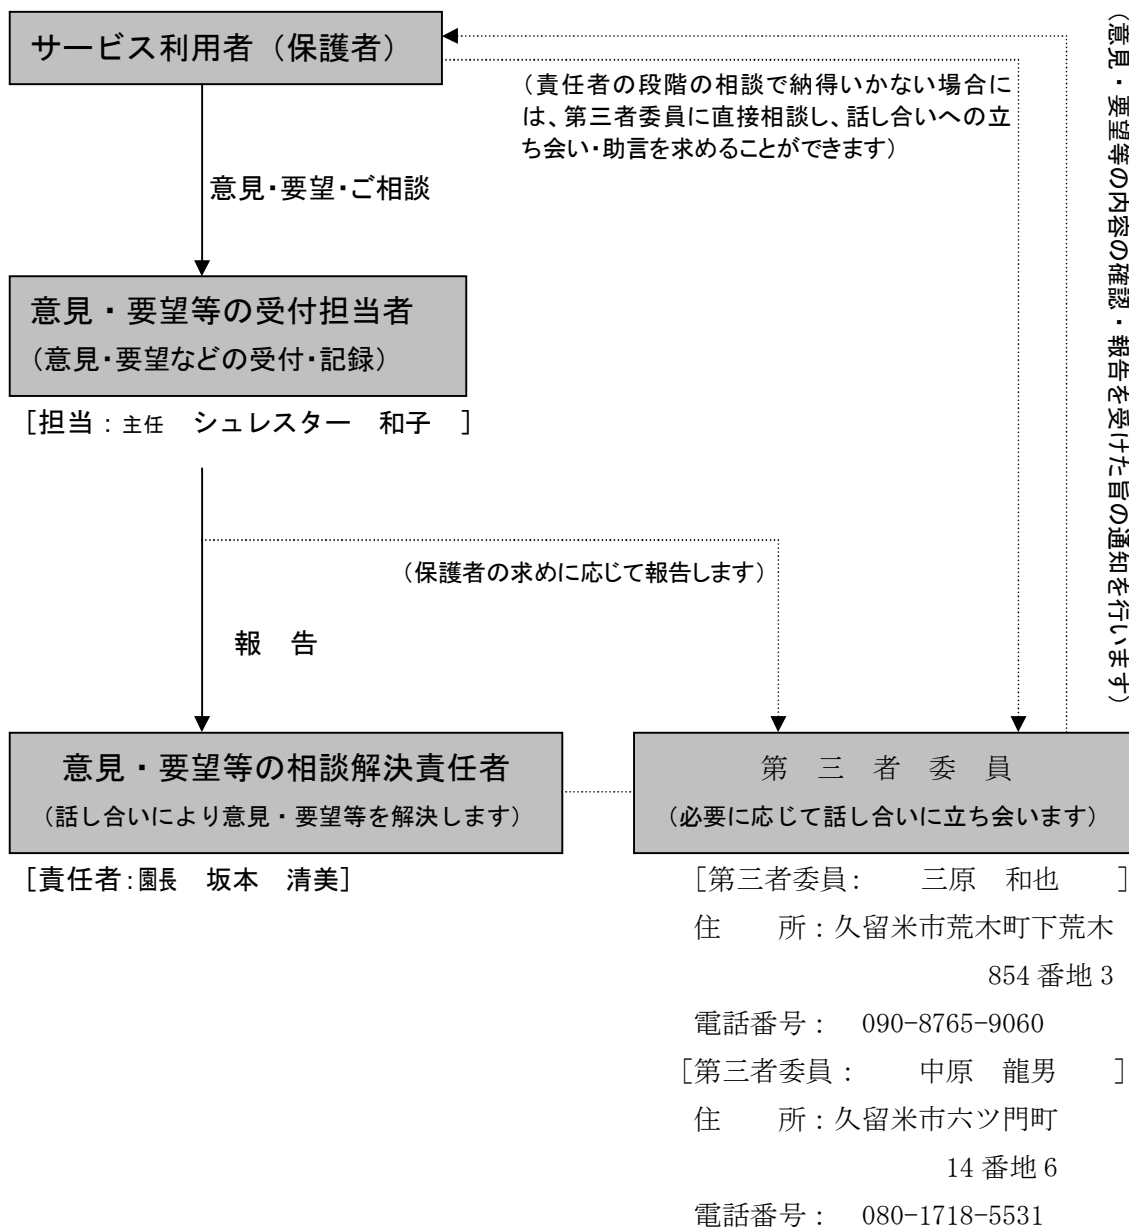 サービス利用者（保護者）
（責任者の段階の相談で納得いかない場合に
は、第三者委員に直接相談し、話し合いへの立
ち会い・助言を求めることができます）
（意見・要望等の内容の確認・報告を受けた旨の通知を行います）
意見・要望・ご相談
意見・要望等の受付担当者
（意見・要望などの受付・記録）
［担当：主任　シュレスター　和子　］
（保護者の求めに応じて報告します）
報　告
意見・要望等の相談解決責任者
（話し合いにより意見・要望等を解決します）
［責任者：園長　坂本　清美］
第　三　者　委　員
（必要に応じて話し合いに立ち会います）
［第三者委員：　　三原　和也　　］
住　　所：久留米市荒木町下荒木
854 番地 3
電話番号：　090-8765-9060
［第三者委員：　　中原　龍男　　］
住　　所：久留米市六ツ門町
14 番地 6
電話番号：　080-1718-5531